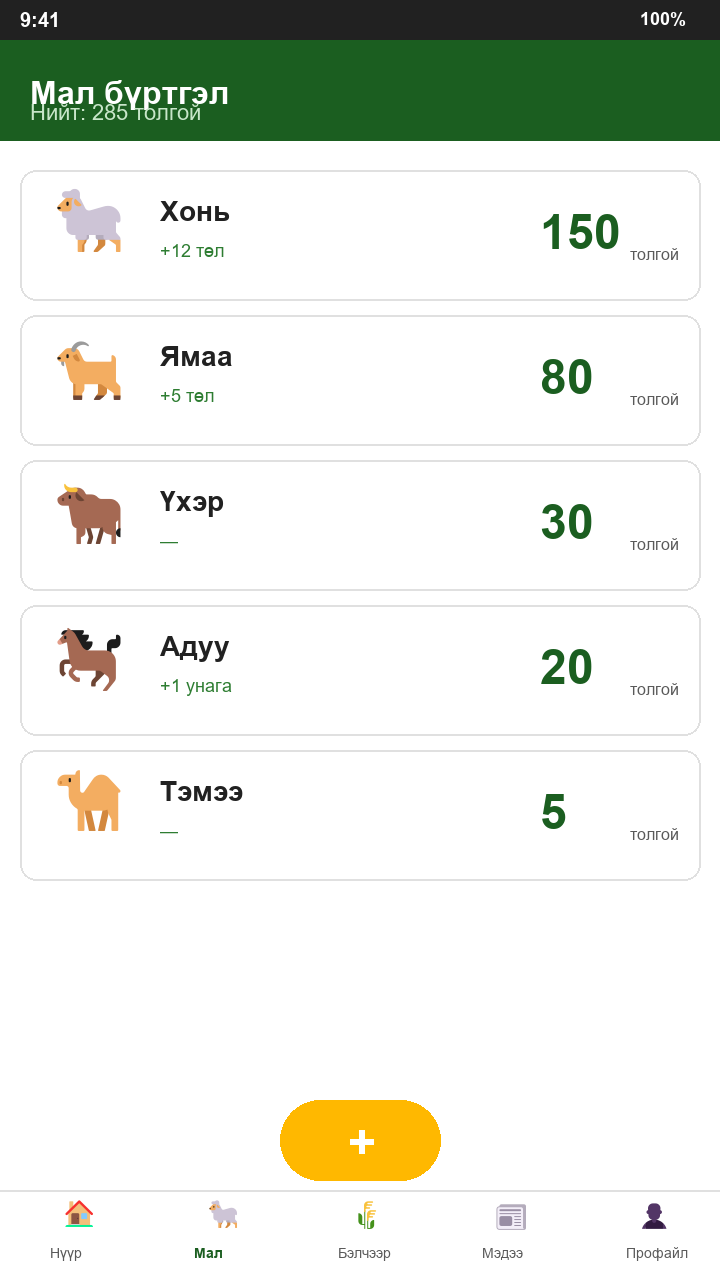 9:41 100%
Мал бүртгэл
Нийт: 285 толгой
Хонь
+12 төл
150 толгой
Ямаа
+5 төл
80 толгой
Үхэр
—
30 толгой
Адуу
+1 унага
20 толгой
Тэмээ
—
5 толгой
+
Нүүр Мал Бэлчээр Мэдээ Профайл